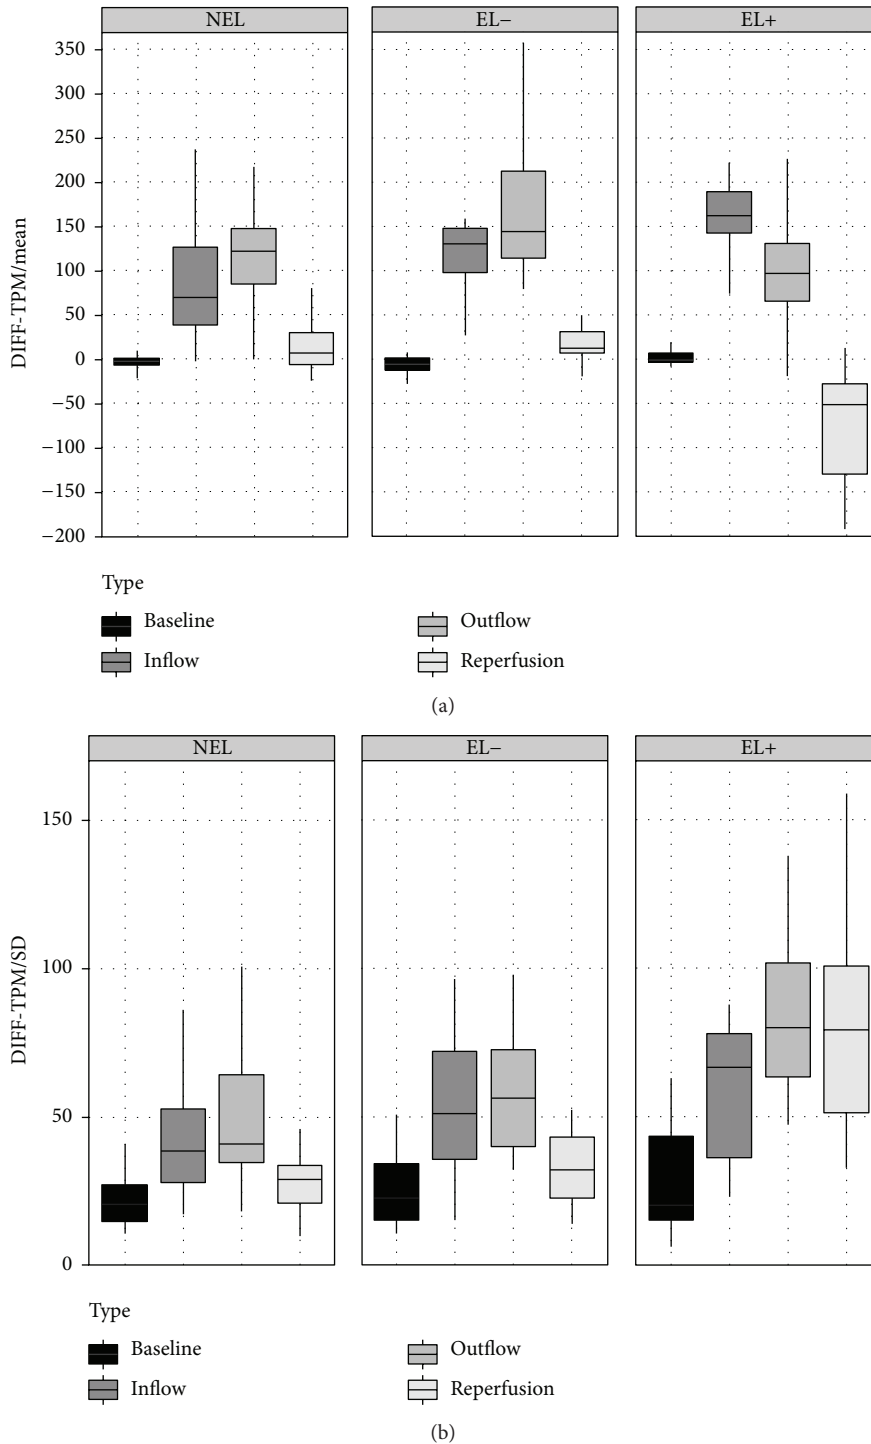 NEL EL− EL+
DIFF-TPM/mean
350
300
250
200
150
100
50
0
−50
−100
−150
−200
Type
Baseline Outflow
Inflow Reperfusion
(a)
NEL EL− EL+
DIFF-TPM/SD
150
100
50
0
Type
Baseline Outflow
Inflow Reperfusion
(b)